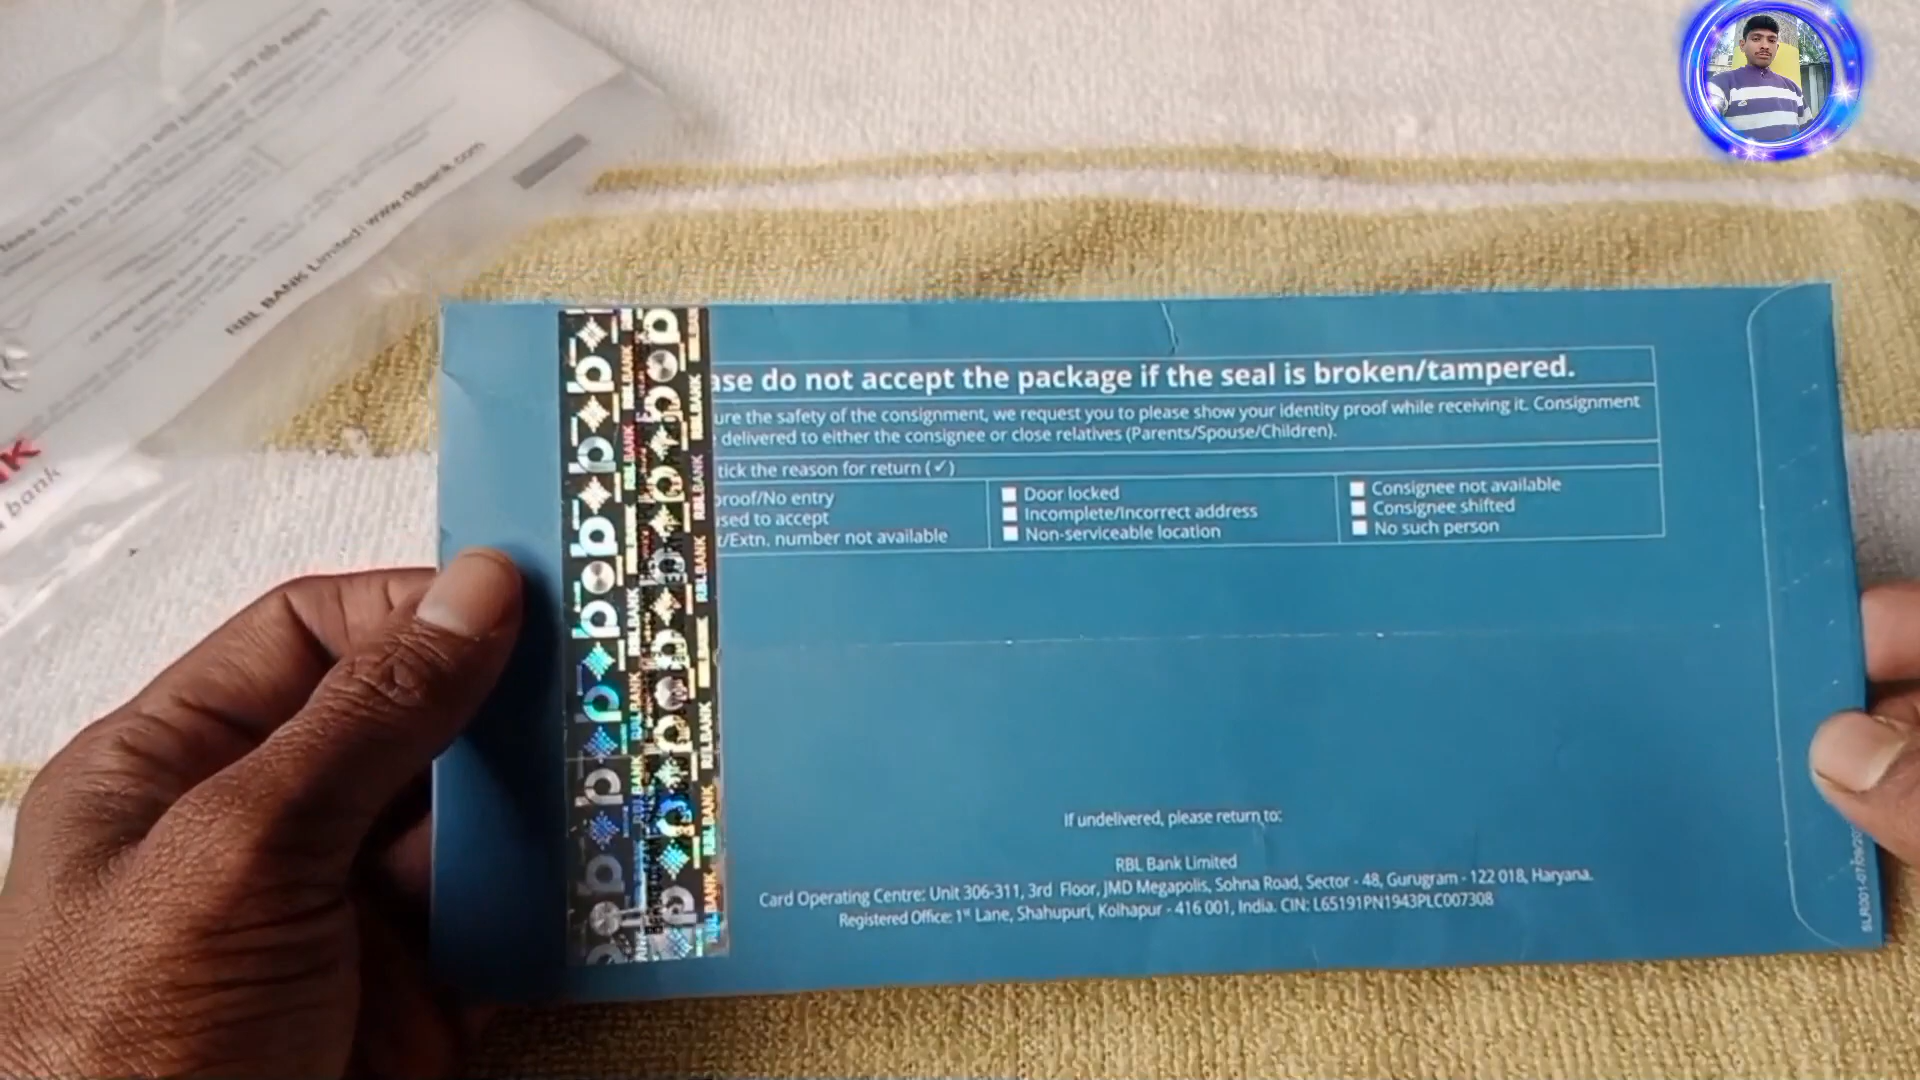 RBL BANK Limited | www.rblbank.com
bank
ase do not accept the package if the seal is broken/tampered.
ure the safety of the consignment, we request you to please show your identity proof while receiving it. Consignment
delivered to either the consignee or close relatives (Parents/Spouse/Children).
tick the reason for return (✓)
proof/No entry
sed to accept
t/Extn. number not available
Door locked
Incomplete/Incorrect address
Non-serviceable location
Consignee not available
Consignee shifted
No such person
RBLBANK
If undelivered, please return to:
RBL Bank Limited
Card Operating Centre: Unit 306-311, 3rd Floor, JMD Megapolis, Sohna Road, Sector - 48, Gurugram - 122 018, Haryana.
Registered Office: 1st Lane, Shahupuri, Kolhapur - 416 001, India. CIN: L65191PN1943PLC007308